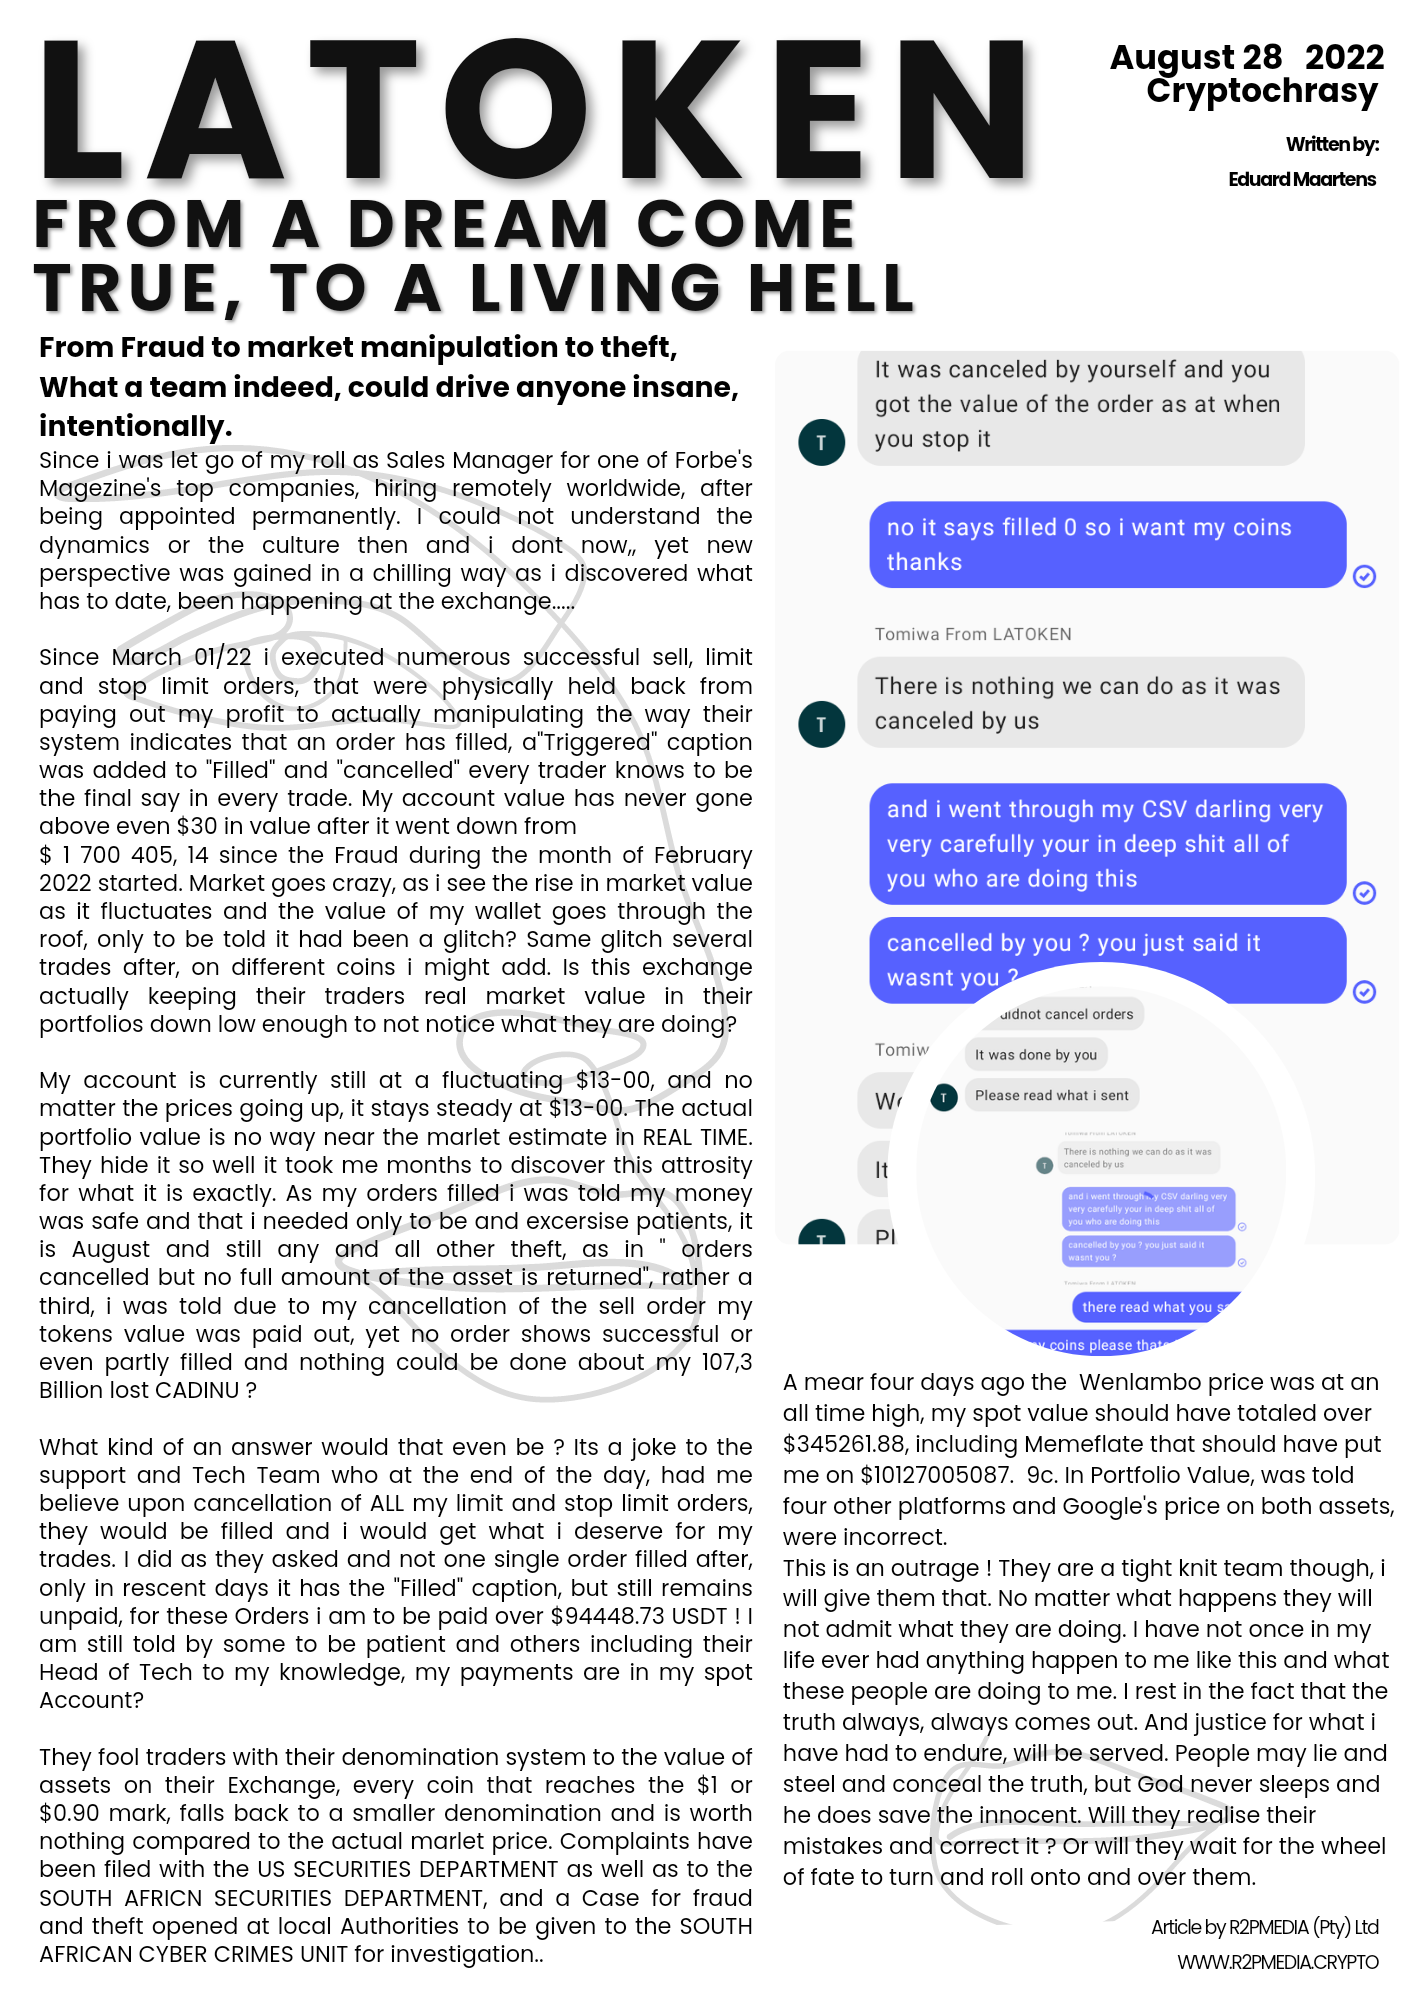 LATOKEN
FROM A DREAM COME
TRUE, TO A LIVING HELL
August 28 2022
Cryptochrasy
Written by:
Eduard Maartens
From Fraud to market manipulation to theft,
What a team indeed, could drive anyone insane,
intentionally.
Since i was let go of my roll as Sales Manager for one of Forbe's
Magezine's top companies, hiring remotely worldwide, after
being appointed permanently. I could not understand the
dynamics or the culture then and i dont now,, yet new
perspective was gained in a chilling way as i discovered what
has to date, been happening at the exchange.....
Since March 01/22 i executed numerous successful sell, limit
and stop limit orders, that were physically held back from
paying out my profit to actually manipulating the way their
system indicates that an order has filled, a"Triggered" caption
was added to "Filled" and "cancelled" every trader knows to be
the final say in every trade. My account value has never gone
above even $30 in value after it went down from
$ 1 700 405, 14 since the Fraud during the month of February
2022 started. Market goes crazy, as i see the rise in market value
as it fluctuates and the value of my wallet goes through the
roof, only to be told it had been a glitch? Same glitch several
trades after, on different coins i might add. Is this exchange
actually keeping their traders real market value in their
portfolios down low enough to not notice what they are doing?
My account is currently still at a fluctuating $13-00, and no
matter the prices going up, it stays steady at $13-00. The actual
portfolio value is no way near the marlet estimate in REAL TIME.
They hide it so well it took me months to discover this attrosity
for what it is exactly. As my orders filled i was told my money
was safe and that i needed only to be and excersise patients, it
is August and still any and all other theft, as in " orders
cancelled but no full amount of the asset is returned", rather a
third, i was told due to my cancellation of the sell order my
tokens value was paid out, yet no order shows successful or
even partly filled and nothing could be done about my 107,3
Billion lost CADINU ?
What kind of an answer would that even be ? Its a joke to the
support and Tech Team who at the end of the day, had me
believe upon cancellation of ALL my limit and stop limit orders,
they would be filled and i would get what i deserve for my
trades. I did as they asked and not one single order filled after,
only in rescent days it has the "Filled" caption, but still remains
unpaid, for these Orders i am to be paid over $94448.73 USDT ! I
am still told by some to be patient and others including their
Head of Tech to my knowledge, my payments are in my spot
Account?
They fool traders with their denomination system to the value of
assets on their Exchange, every coin that reaches the $1 or
$0.90 mark, falls back to a smaller denomination and is worth
nothing compared to the actual marlet price. Complaints have
been filed with the US SECURITIES DEPARTMENT as well as to the
SOUTH AFRICN SECURITIES DEPARTMENT, and a Case for fraud
and theft opened at local Authorities to be given to the SOUTH
AFRICAN CYBER CRIMES UNIT for investigation..
It was canceled by yourself and you
got the value of the order as at when
you stop it
T
no it says filled 0 so i want my coins
thanks
Tomiwa From LATOKEN
There is nothing we can do as it was
canceled by us
T
and i went through my CSV darling very
very carefully your in deep shit all of
you who are doing this
cancelled by you ? you just said it
wasnt you ?
Tomiw
It
T
Pl
cancel orders
It was done by you
Please read what i sent
T
There is nothing we can do as it was
canceled by us
T
and i went through my CSV darling very
very carefully your in deep shit all of
you who are doing this
cancelled by you ? you just said it
wasnt you ?
there read what you
coins please
A mear four days ago the Wenlambo price was at an
all time high, my spot value should have totaled over
$345261.88, including Memeflate that should have put
me on $10127005087. 9c. In Portfolio Value, was told
four other platforms and Google's price on both assets,
were incorrect.
This is an outrage ! They are a tight knit team though, i
will give them that. No matter what happens they will
not admit what they are doing. I have not once in my
life ever had anything happen to me like this and what
these people are doing to me. I rest in the fact that the
truth always, always comes out. And justice for what i
have had to endure, will be served. People may lie and
steel and conceal the truth, but God never sleeps and
he does save the innocent. Will they realise their
mistakes and correct it ? Or will they wait for the wheel
of fate to turn and roll onto and over them.
Article by R2PMEDIA (Pty) Ltd
WWW.R2PMEDIA.CRYPTO